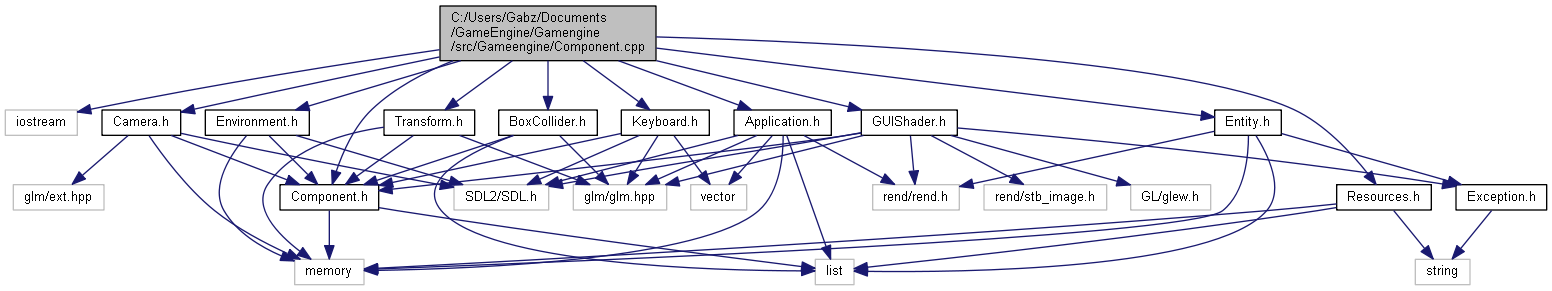 C:/Users/Gabz/Documents
/GameEngine/Gamengine
/src/Gameengine/Component.cpp
iostream
Camera.h
Environment.h
Transform.h
BoxCollider.h
Keyboard.h
Application.h
GUIShader.h
Entity.h
glm/ext.hpp
Component.h
SDL2/SDL.h
glm/glm.hpp
vector
rend/rend.h
rend/stb_image.h
GL/glew.h
Resources.h
Exception.h
memory
list
string